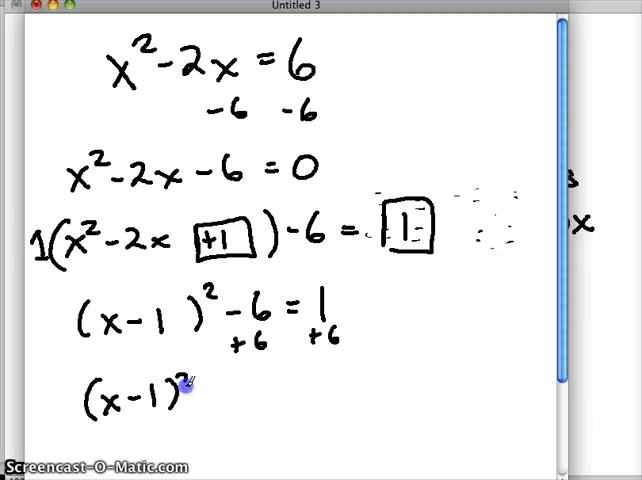 Untitled 3
x² - 2x = 6
-6 -6
x² - 2x - 6 = 0
1(x² - 2x +1 ) - 6 = 1
(x - 1 )² - 6 = 1
+6 +6
(x - 1)²
x
Screencast-O-Matic.com